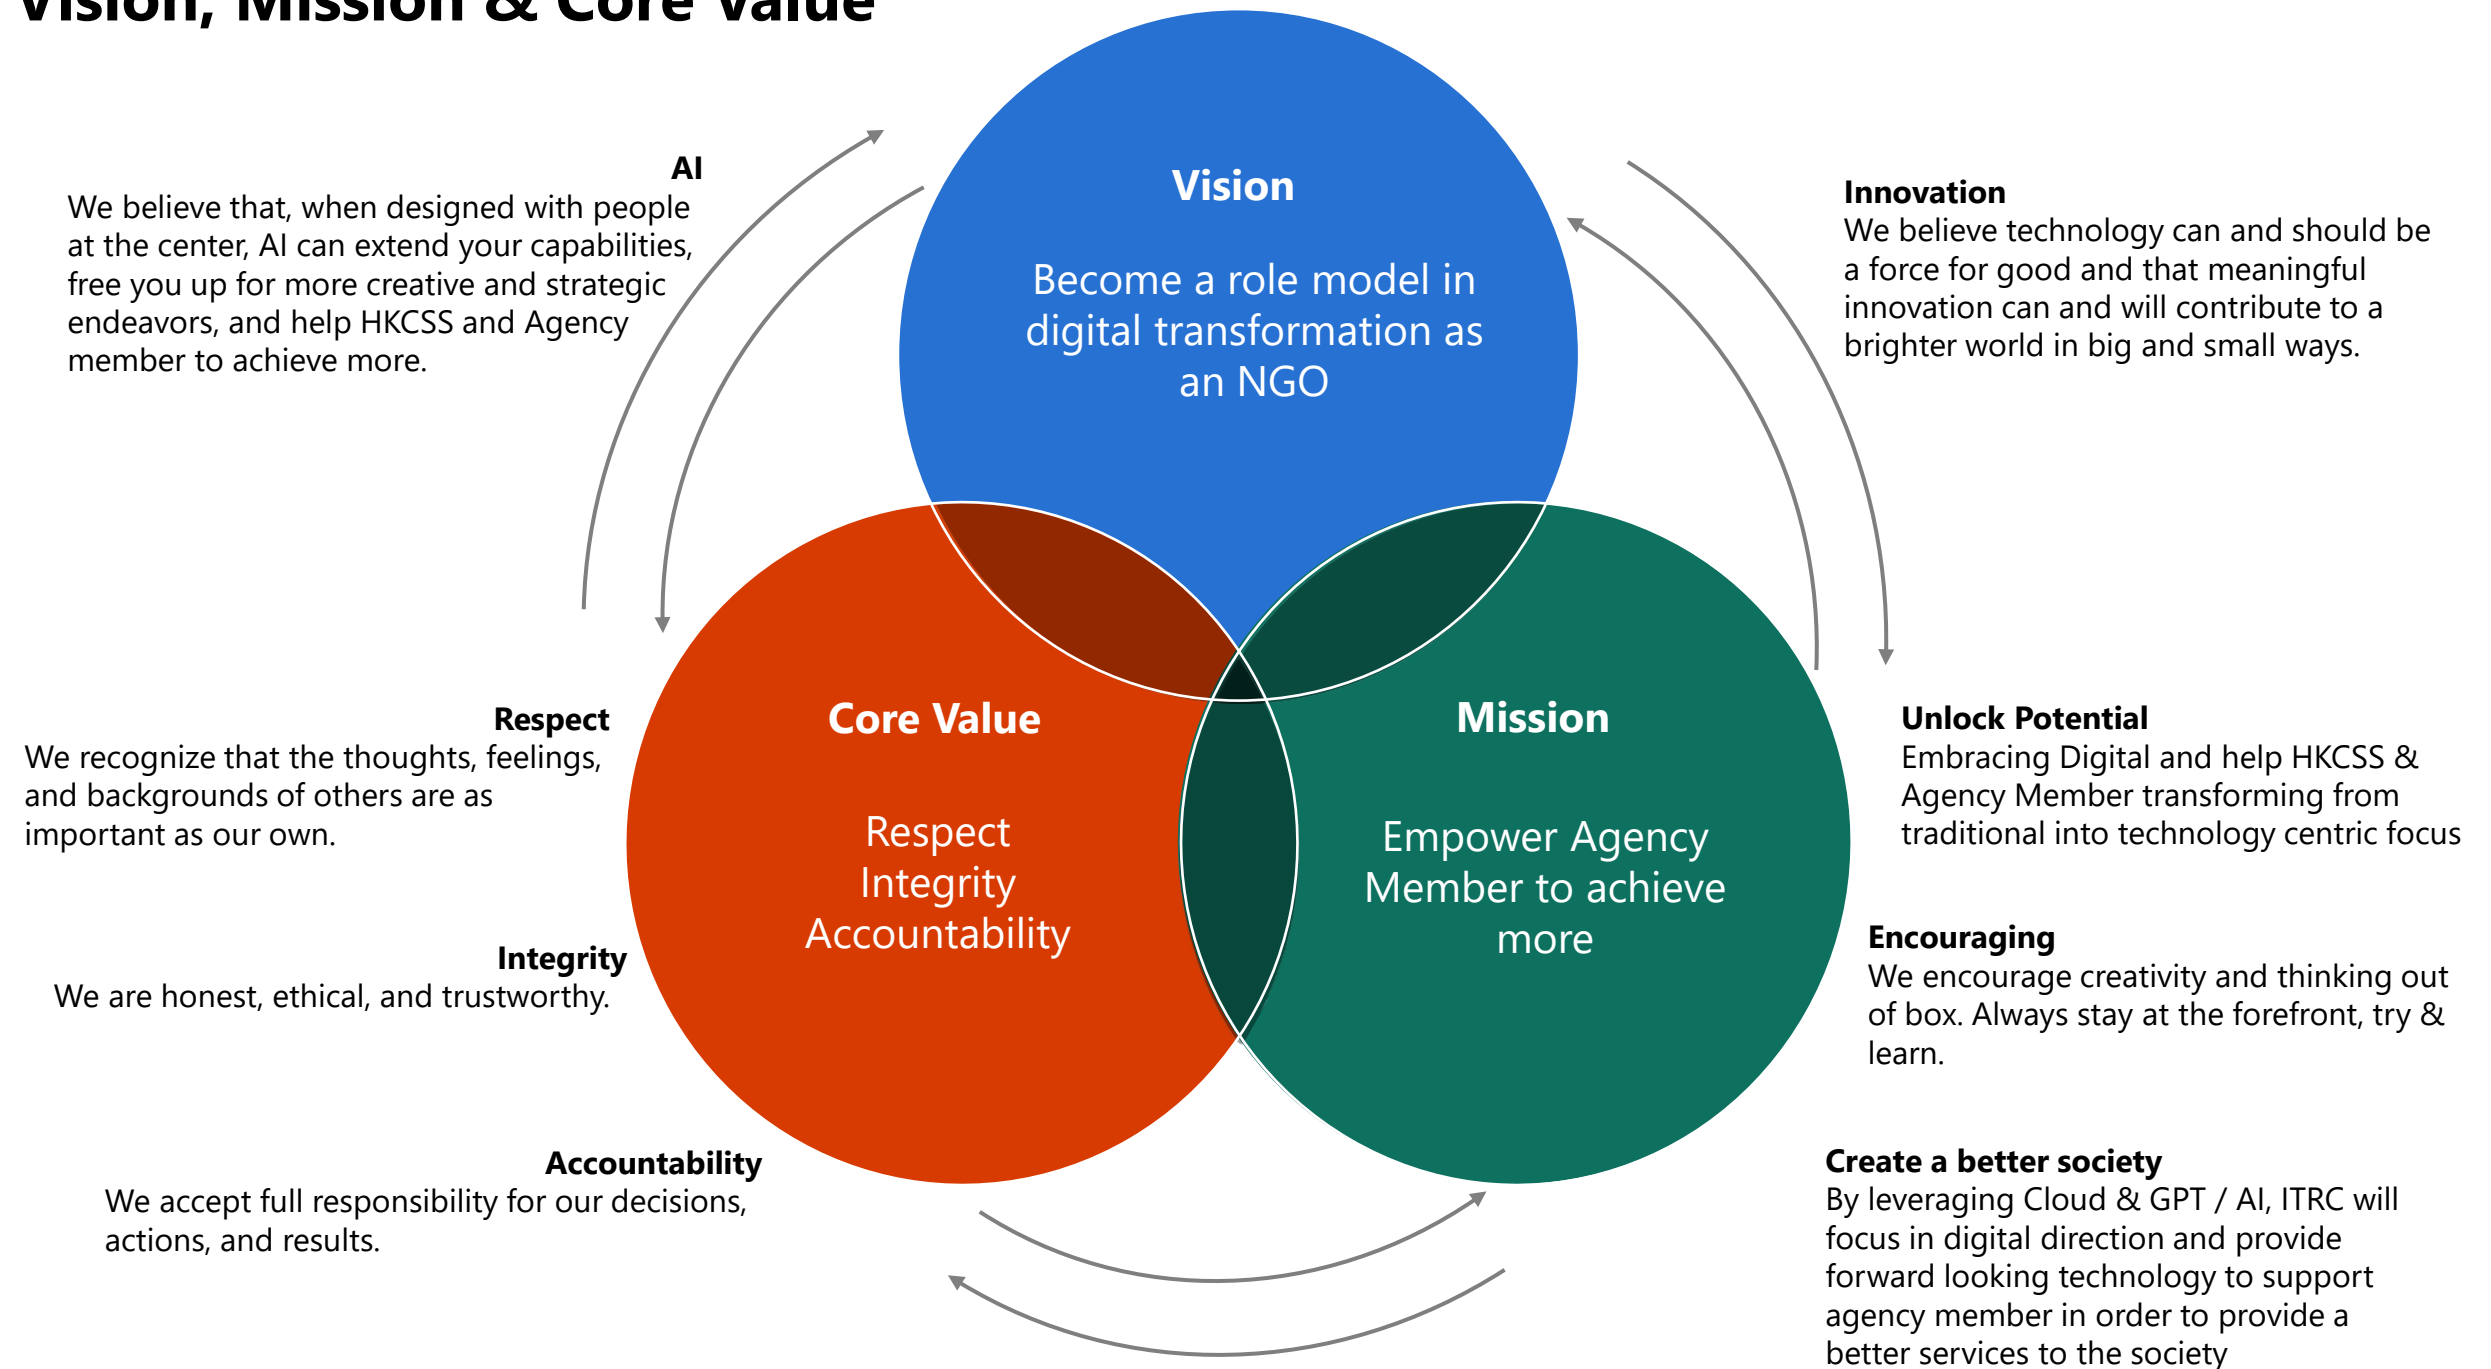 Vision, Mission & Core Value
AI
We believe that, when designed with people
at the center, AI can extend your capabilities,
free you up for more creative and strategic
endeavors, and help HKCSS and Agency
member to achieve more.
Vision
Become a role model in
digital transformation as
an NGO
Innovation
We believe technology can and should be
a force for good and that meaningful
innovation can and will contribute to a
brighter world in big and small ways.
Respect
We recognize that the thoughts, feelings,
and backgrounds of others are as
important as our own.
Integrity
We are honest, ethical, and trustworthy.
Accountability
We accept full responsibility for our decisions,
actions, and results.
Core Value
Respect
Integrity
Accountability
Mission
Empower Agency
Member to achieve
more
Unlock Potential
Embracing Digital and help HKCSS &
Agency Member transforming from
traditional into technology centric focus
Encouraging
We encourage creativity and thinking out
of box. Always stay at the forefront, try &
learn.
Create a better society
By leveraging Cloud & GPT / AI, ITRC will
focus in digital direction and provide
forward looking technology to support
agency member in order to provide a
better services to the society